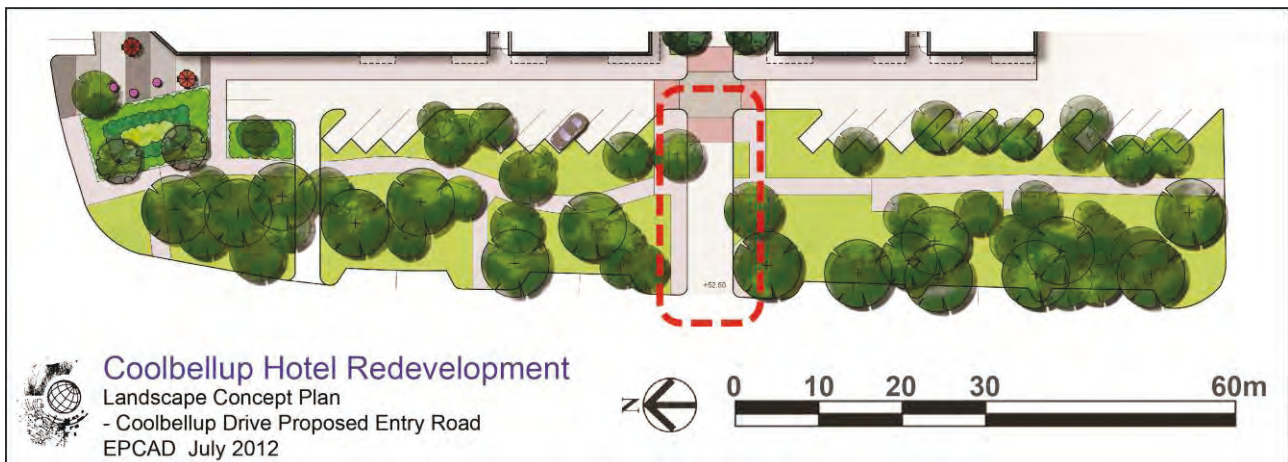 +52.50
Coolbellup Hotel Redevelopment
Landscape Concept Plan
- Coolbellup Drive Proposed Entry Road
EPCAD July 2012
N
0 10 20 30 60m